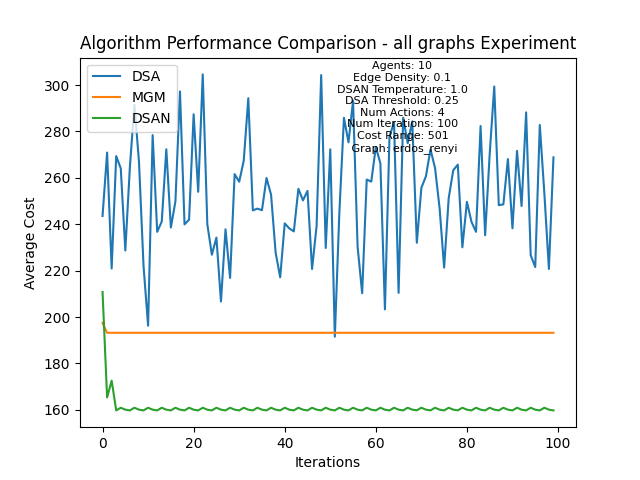 Algorithm Performance Comparison - all graphs Experiment
DSA
MGM
DSAN
Agents: 10
Edge Density: 0.1
DSAN Temperature: 1.0
DSA Threshold: 0.25
Num Actions: 4
Num Iterations: 100
Cost Range: 501
Graph: erdos_renyi
Average Cost
300
280
260
240
220
200
180
160
0
20
40
60
80
100
Iterations